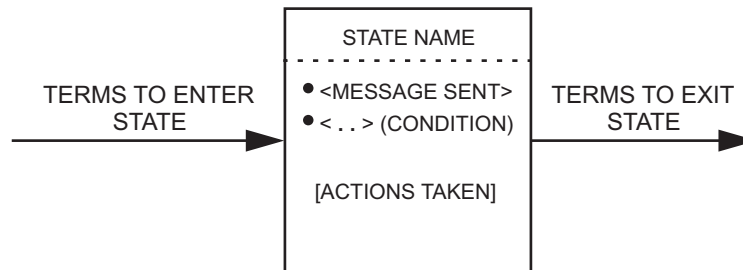 STATE NAME
TERMS TO ENTER
STATE
• <MESSAGE SENT>
• < . . > (CONDITION)
[ACTIONS TAKEN]
TERMS TO EXIT
STATE